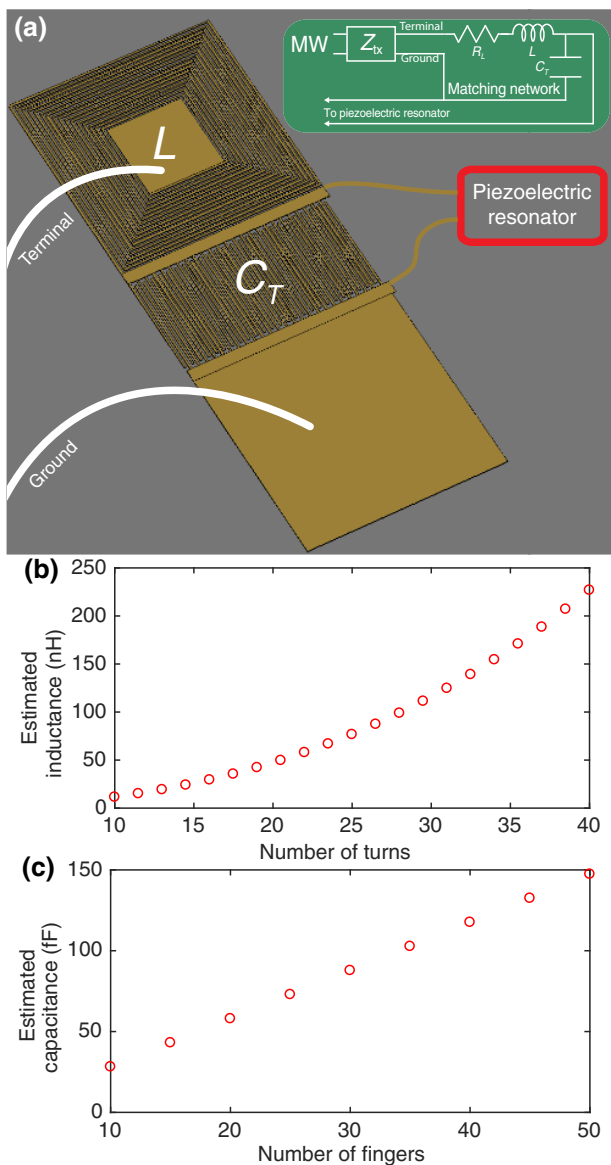 (a)
MW
Z_tx
Terminal
Ground
R_L
L
C_T
Matching network
To piezoelectric resonator
L
Terminal
Piezoelectric
resonator
C_T
Ground
(b)
250
200
150
100
50
0
Estimated
inductance (nH)
10 15 20 25 30 35 40
Number of turns
(c)
150
100
50
0
Estimated
capacitance (fF)
10 20 30 40 50
Number of fingers